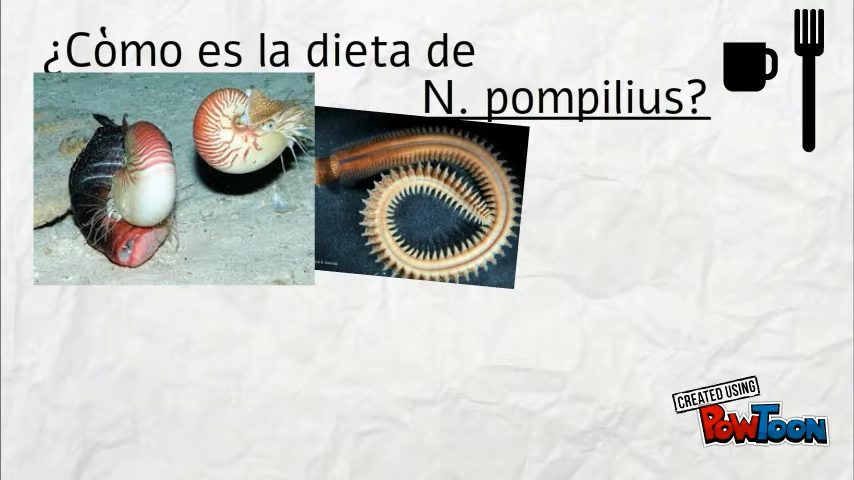 ¿Còmo es la dieta de
N. pompilius?
CREATED USING
POWTOON